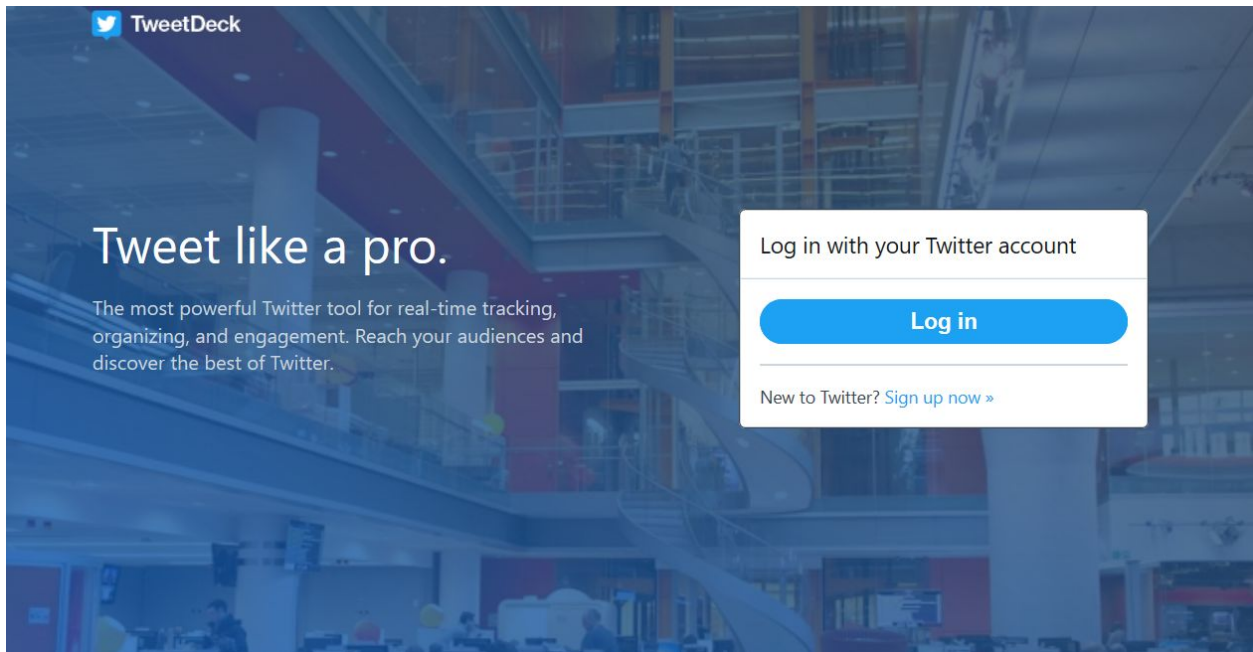 TweetDeck
Tweet like a pro.
The most powerful Twitter tool for real-time tracking,
organizing, and engagement. Reach your audiences and
discover the best of Twitter.
Log in with your Twitter account
Log in
New to Twitter? Sign up now »